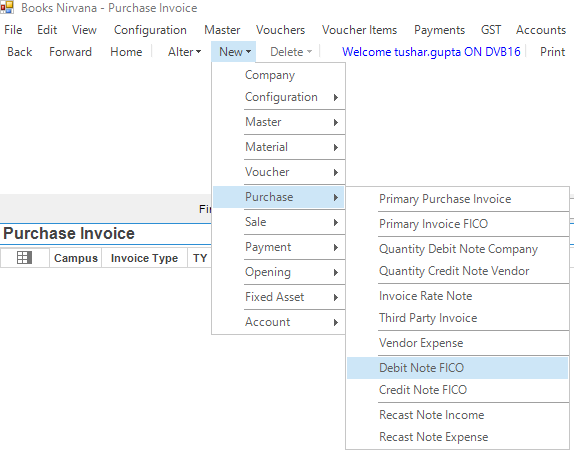 Books Nirvana - Purchase Invoice
File Edit View Configuration Master Vouchers Voucher Items Payments GST Accounts
Back Forward Home Alter New Delete Welcome tushar.gupta ON DVB16 Print
Company
Configuration
Master
Material
Voucher
Purchase
Sale
Payment
Opening
Fixed Asset
Account
Primary Purchase Invoice
Primary Invoice FICO
Quantity Debit Note Company
Quantity Credit Note Vendor
Invoice Rate Note
Third Party Invoice
Vendor Expense
Debit Note FICO
Credit Note FICO
Recast Note Income
Recast Note Expense
Purchase Invoice
Campus Invoice Type TY